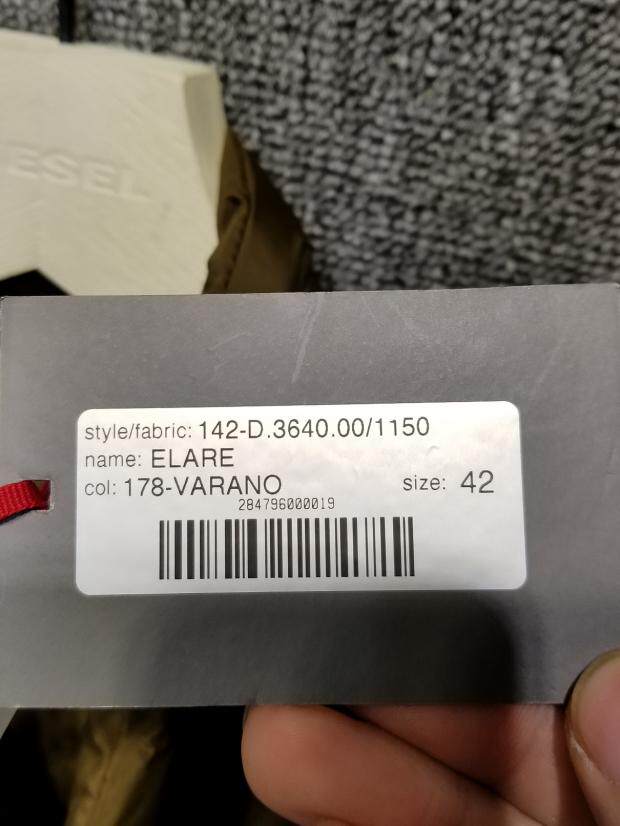 ESEL
style/fabric: 142-D.3640.00/1150
name: ELARE
col: 178-VARANO size: 42
284796000019